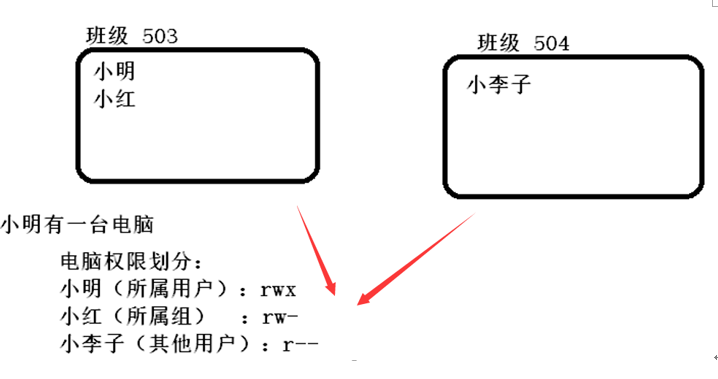 班级 503
班级 504
小明
小红
小李子
小明有一台电脑
电脑权限划分：
小明（所属用户）：rwx
小红（所属组） ：rw-
小李子（其他用户）：r--